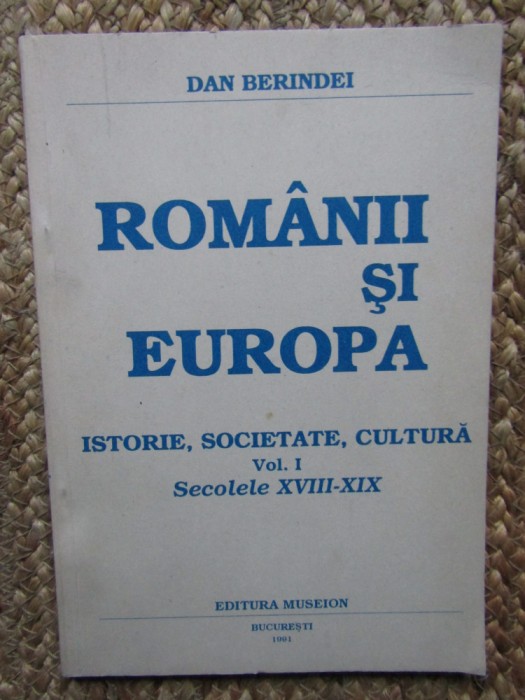 DAN BERINDEI
ROMÂNII
ŞI
EUROPA
ISTORIE, SOCIETATE, CULTURĂ
Vol. I
Secolele XVIII-XIX
EDITURA MUSEION
BUCUREŞTI
1991